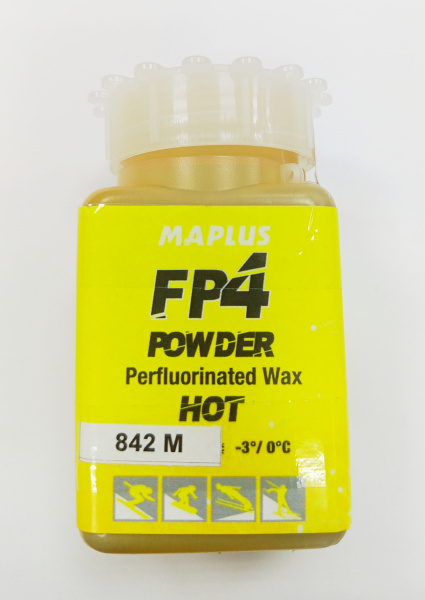 MAPLUS
FP4
POWDER
Perfluorinated Wax
HOT
842 M -3°/ 0°C